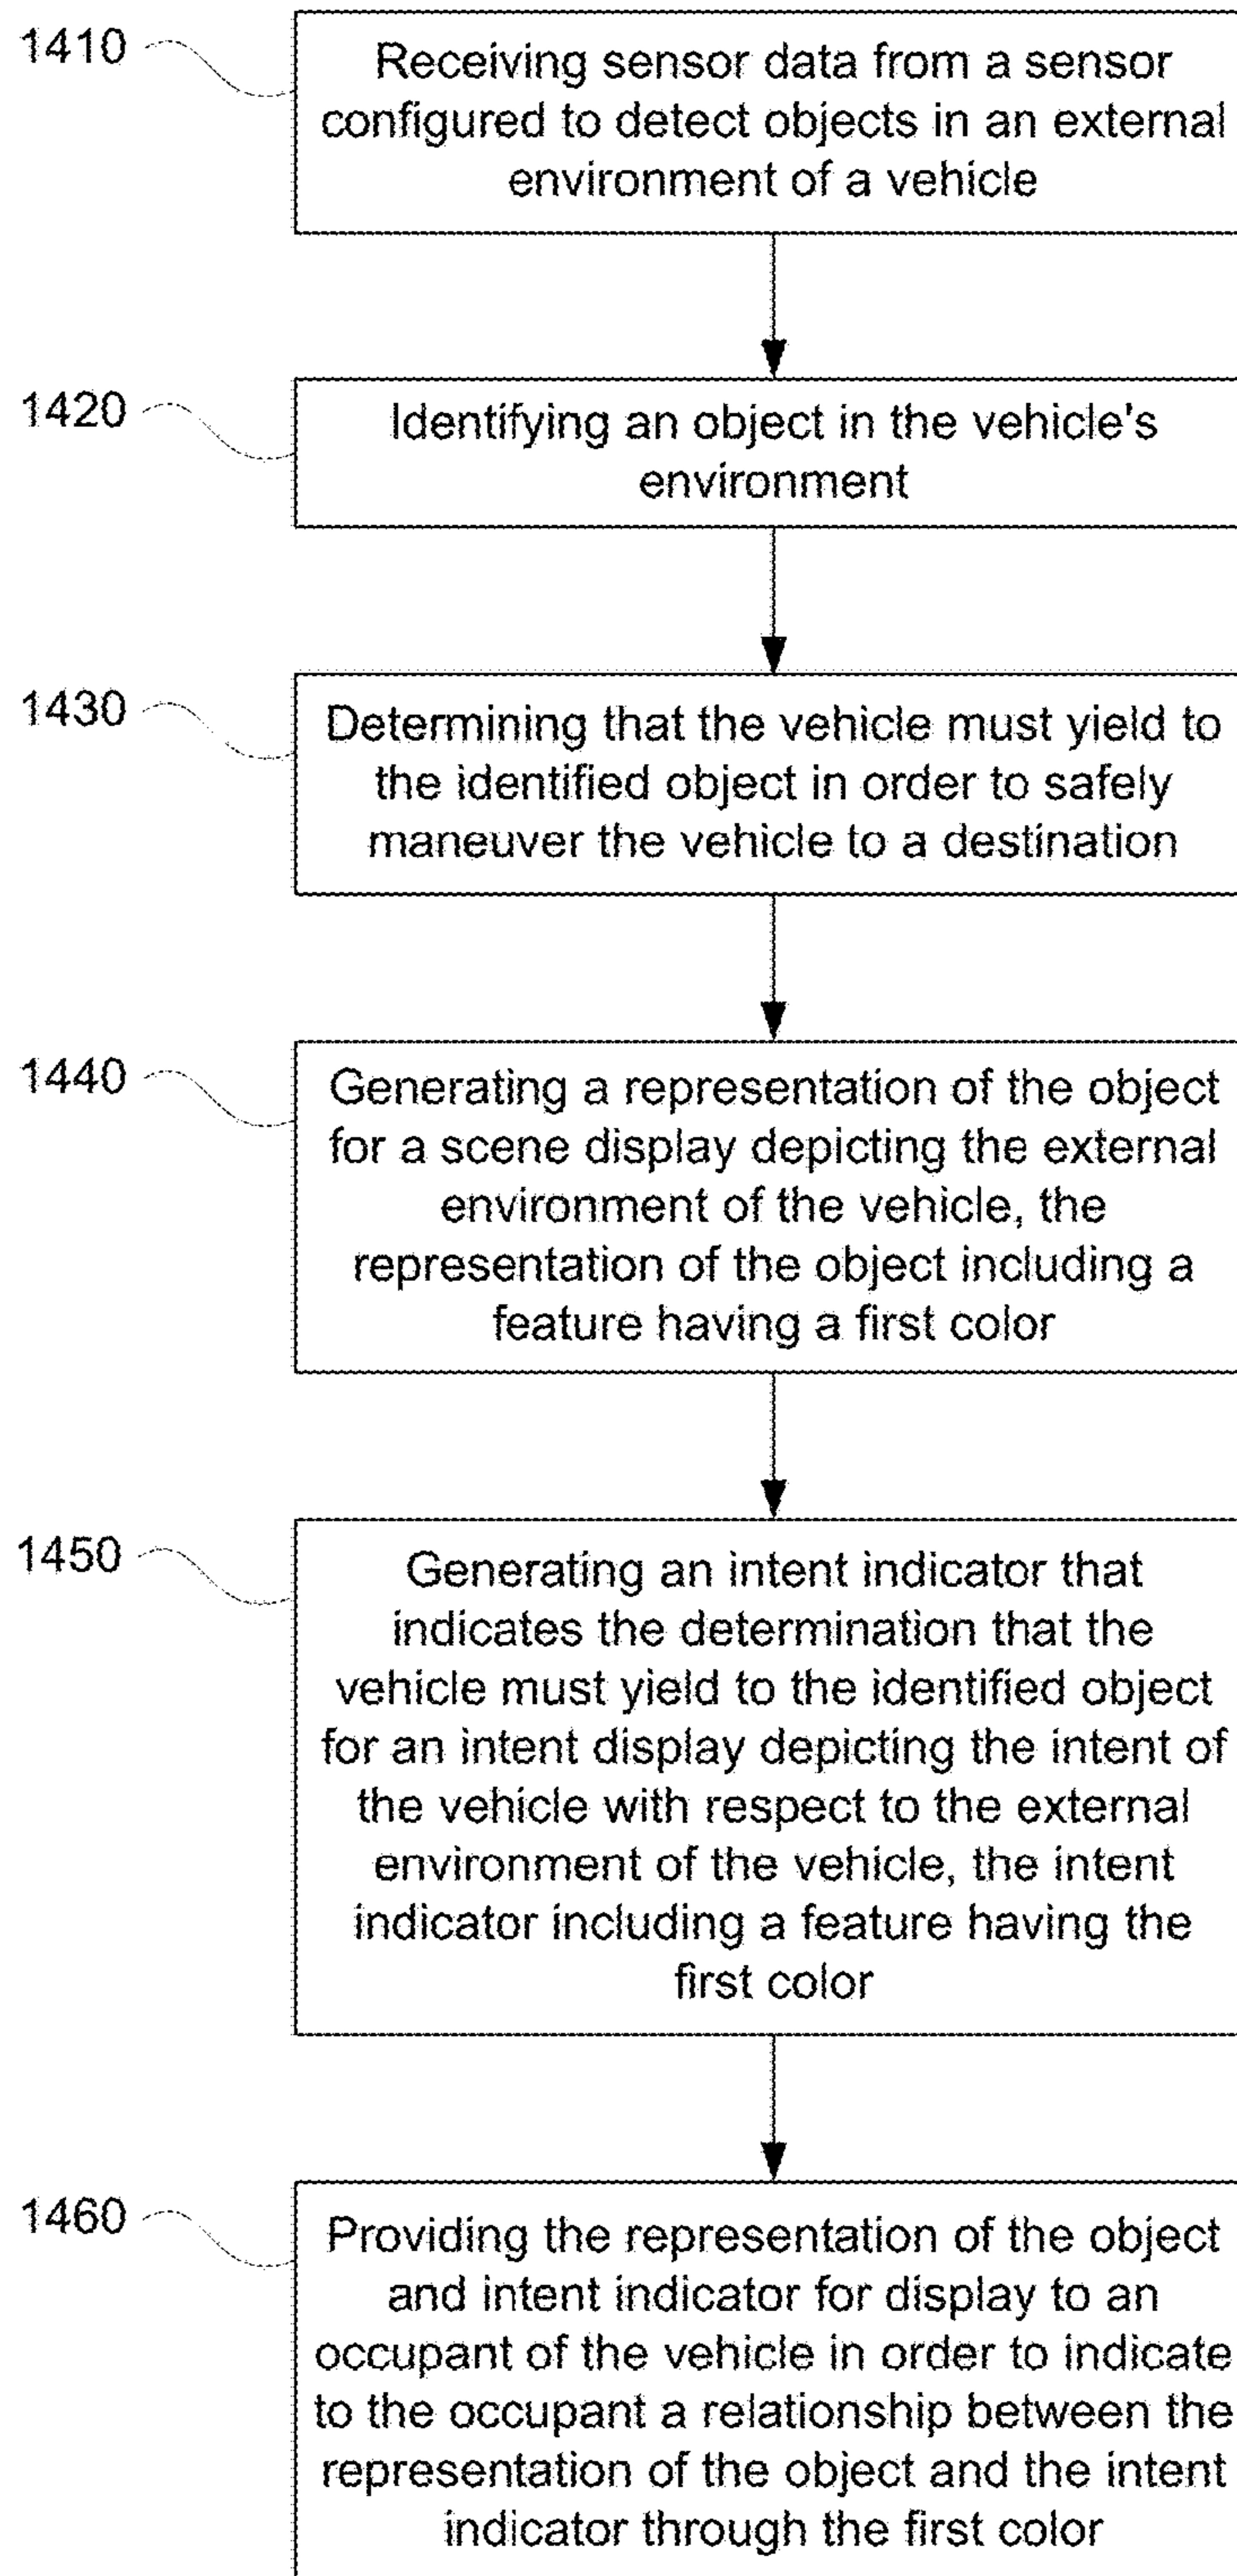 1410
Receiving sensor data from a sensor
configured to detect objects in an external
environment of a vehicle
1420
Identifying an object in the vehicle's
environment
1430
Determining that the vehicle must yield to
the identified object in order to safely
maneuver the vehicle to a destination
1440
Generating a representation of the object
for a scene display depicting the external
environment of the vehicle, the
representation of the object including a
feature having a first color
1450
Generating an intent indicator that
indicates the determination that the
vehicle must yield to the identified object
for an intent display depicting the intent of
the vehicle with respect to the external
environment of the vehicle, the intent
indicator including a feature having the
first color
1460
Providing the representation of the object
and intent indicator for display to an
occupant of the vehicle in order to indicate
to the occupant a relationship between the
representation of the object and the intent
indicator through the first color